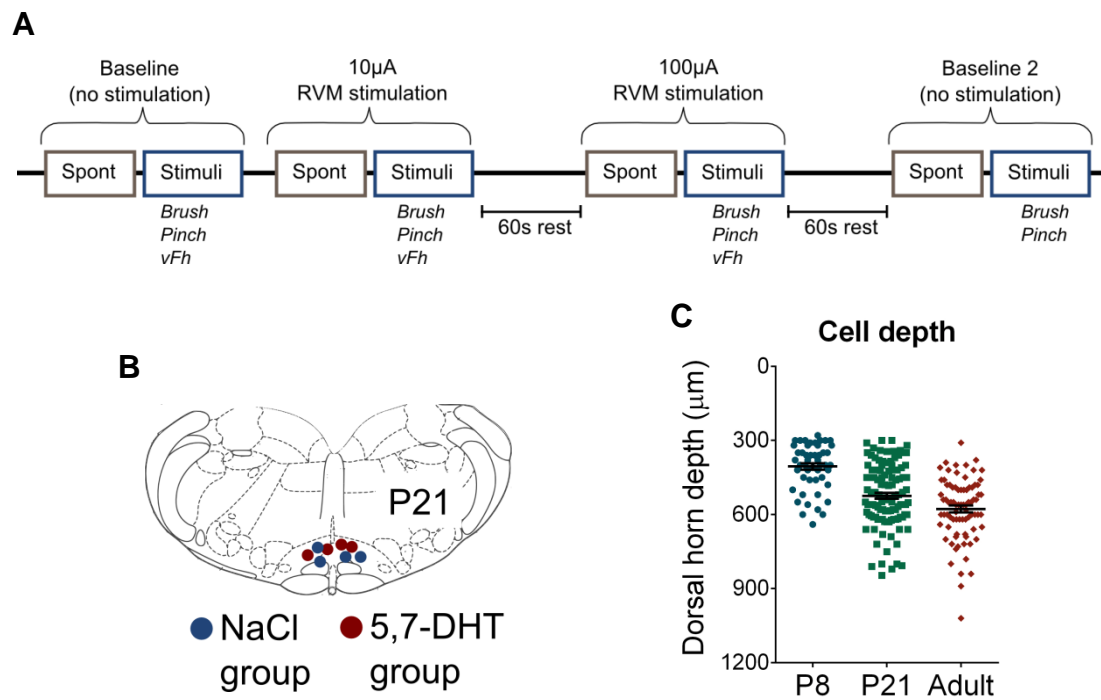 A
Baseline
(no stimulation)
10µA
RVM stimulation
100µA
RVM stimulation
Baseline 2
(no stimulation)
Spont
Stimuli
Spont
Stimuli
Spont
Stimuli
Spont
Stimuli
Brush
Pinch
vFh
Brush
Pinch
vFh
60s rest
Brush
Pinch
vFh
60s rest
Brush
Pinch
B
P21
NaCl
group
5,7-DHT
group
C
Cell depth
Dorsal horn depth (µm)
0
300
600
900
1200
P8
P21
Adult